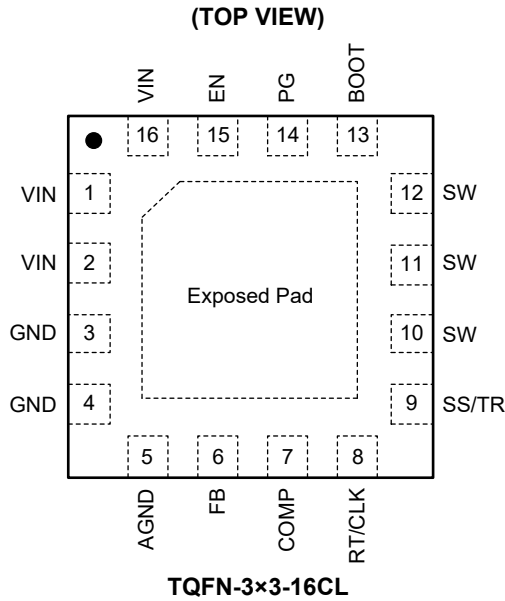 (TOP VIEW)
VIN
EN
PG
BOOT
16
15
14
13
VIN
1
12
SW
VIN
2
11
SW
Exposed Pad
GND
3
10
SW
GND
4
9
SS/TR
5
6
7
8
AGND
FB
COMP
RT/CLK
TQFN-3×3-16CL